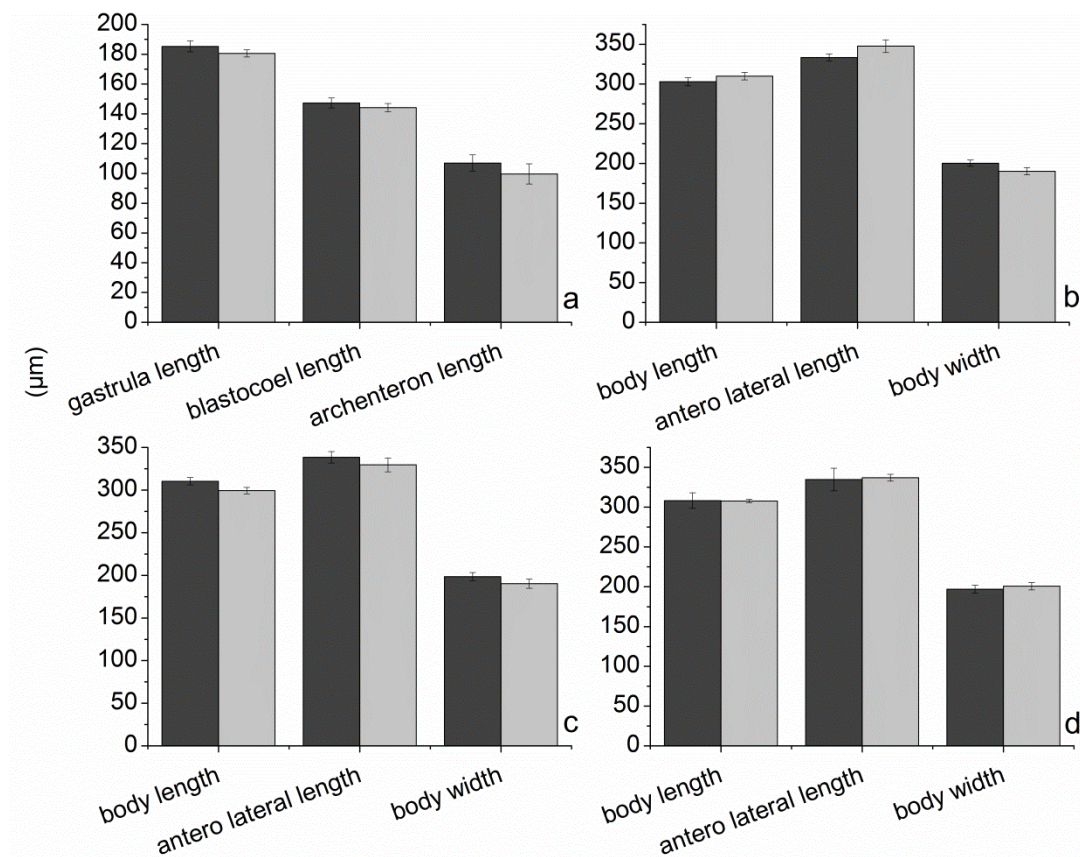 (µm)
200
180
160
140
120
100
80
60
40
20
0
a
gastrula length
blastocoel length
archenteron length
350
300
250
200
150
100
50
0
b
body length
antero lateral length
body width
350
300
250
200
150
100
50
0
c
body length
antero lateral length
body width
350
300
250
200
150
100
50
0
d
body length
antero lateral length
body width